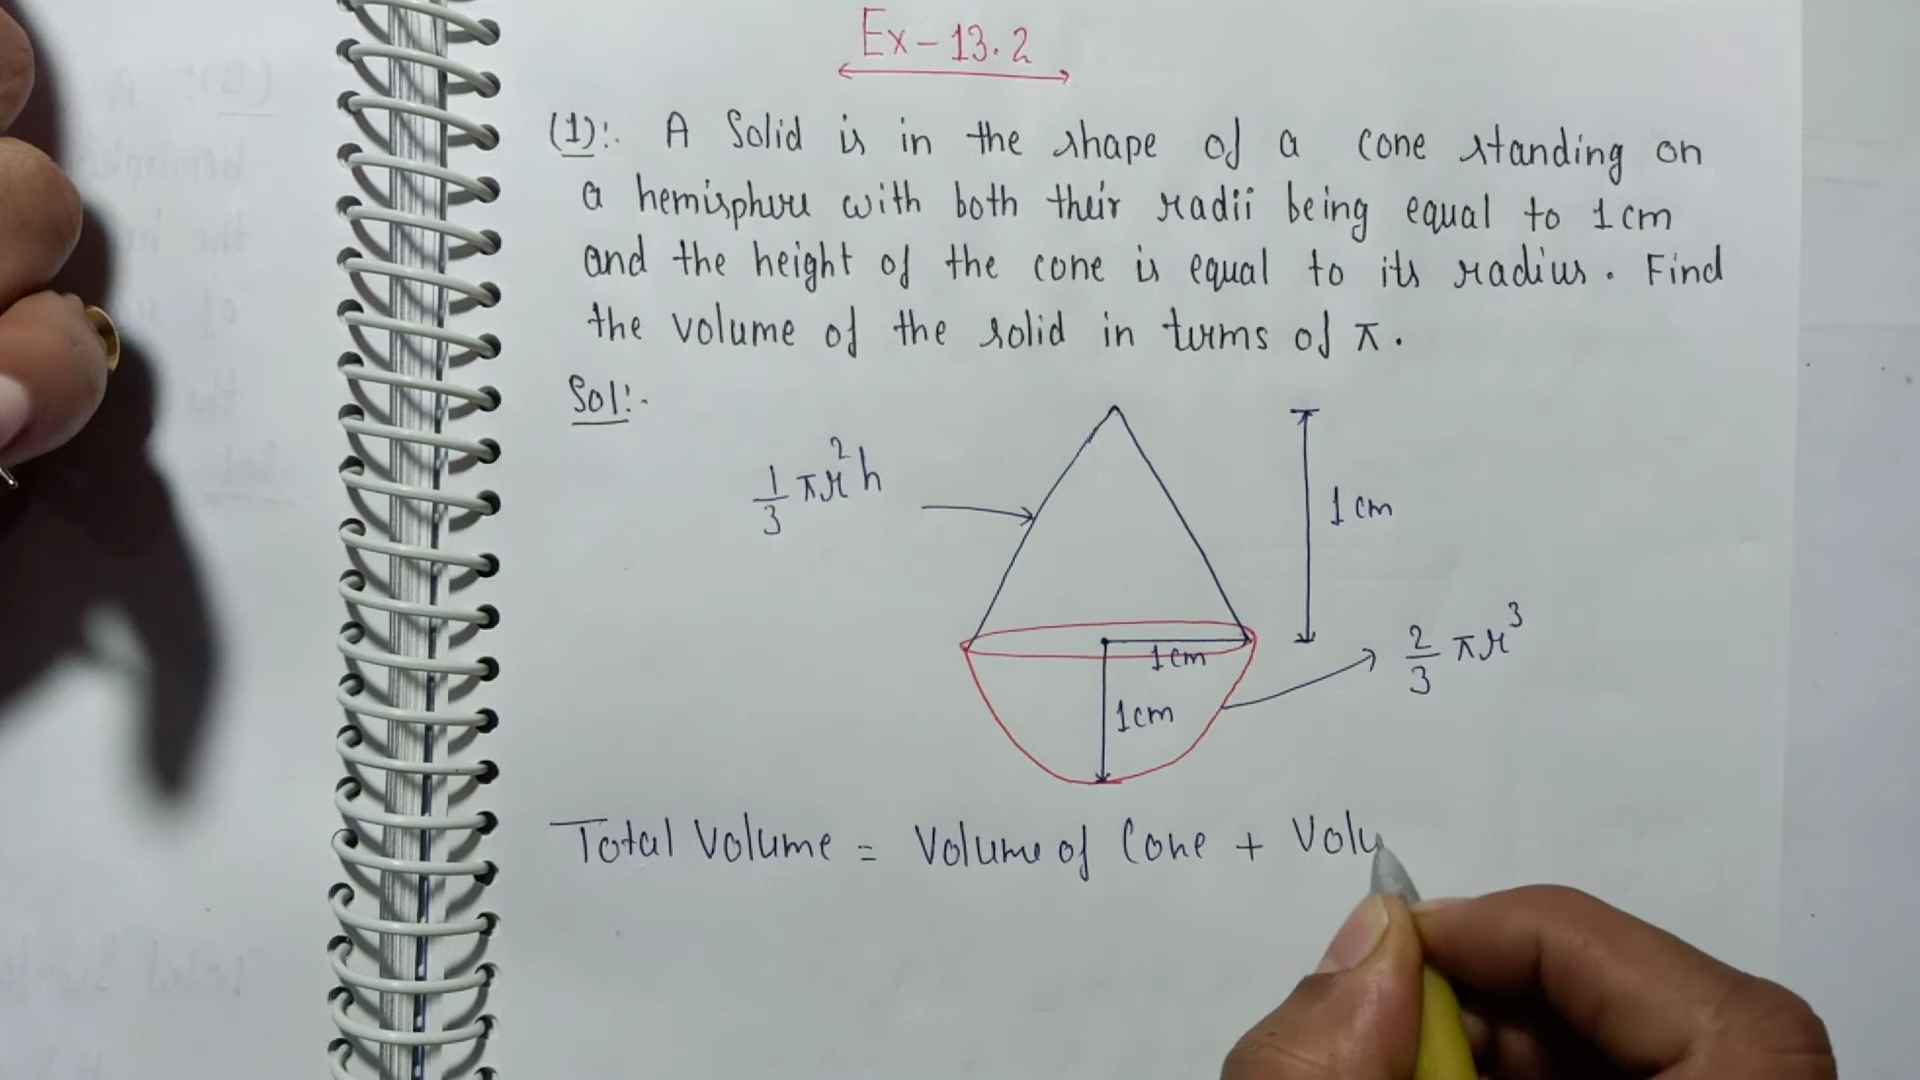 Ex-13.2
(1):. A Solid is in the shape of a cone standing on
a hemisphere with both their radii being equal to 1cm
and the height of the cone is equal to its radius. Find
the volume of the solid in terms of π.
Sol:-
1/3 πr²h
1cm
2/3 πr³
1cm
1cm
Total Volume = Volume of Cone + Volu